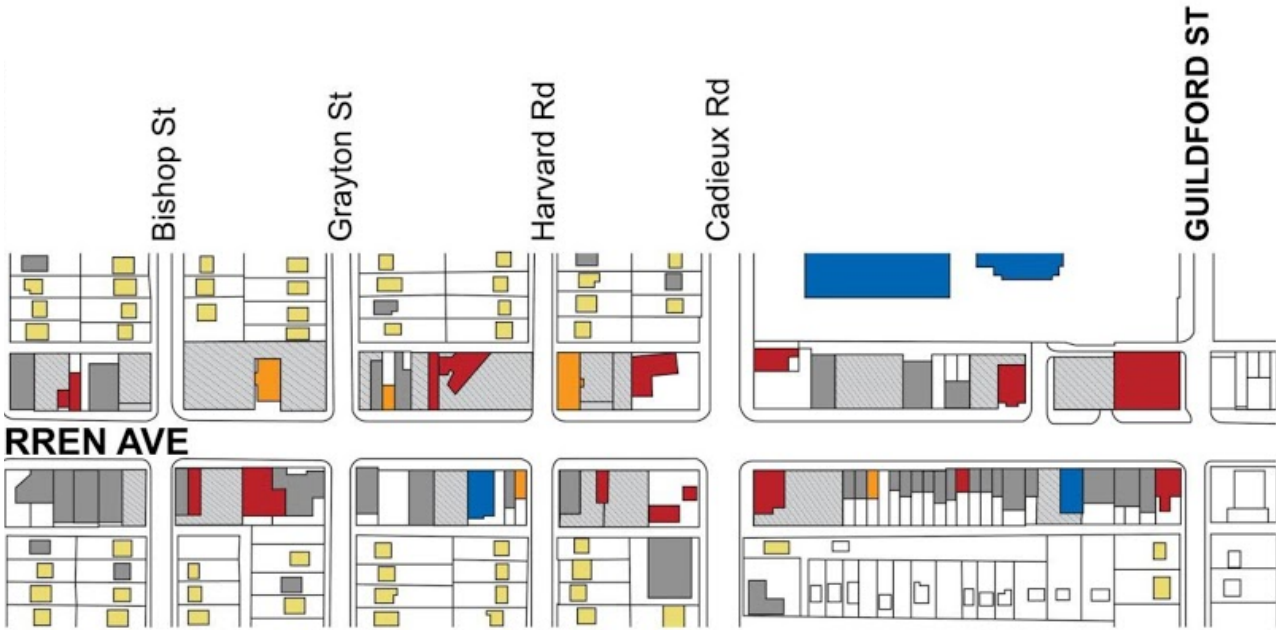 Bishop St
Grayton St
Harvard Rd
Cadieux Rd
GUILDFORD ST
RREN AVE